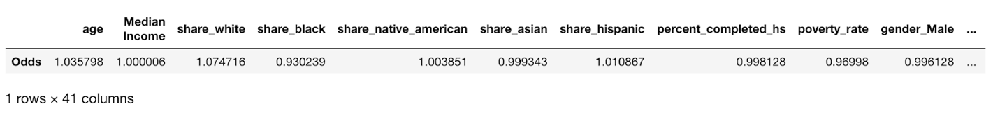 age Median Income share_white share_black share_native_american share_asian share_hispanic percent_completed_hs poverty_rate gender_Male ...
Odds 1.035798 1.000006 1.074716 0.930239 1.003851 0.999343 1.010867 0.998128 0.96998 0.996128 ...
1 rows × 41 columns